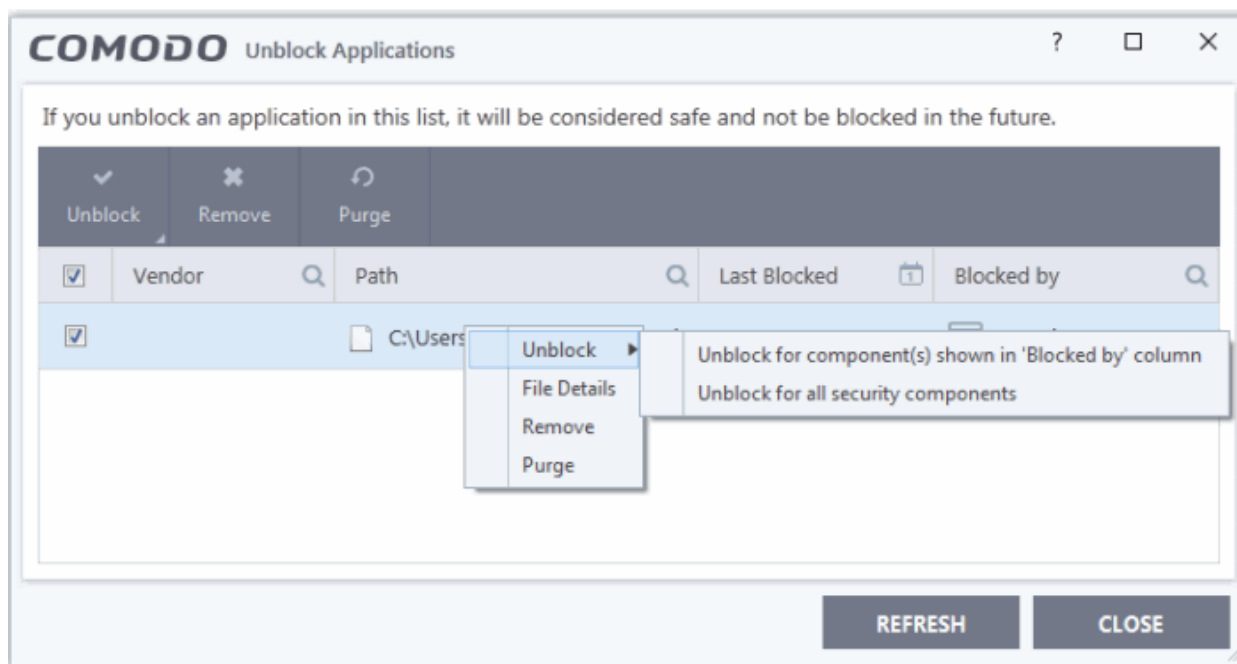 COMODO Unblock Applications ?
If you unblock an application in this list, it will be considered safe and not be blocked in the future.
Unblock Remove Purge
Vendor Path Last Blocked 1 Blocked by
C:\Users
Unblock
File Details
Remove
Purge
Unblock for component(s) shown in 'Blocked by' column
Unblock for all security components
REFRESH CLOSE